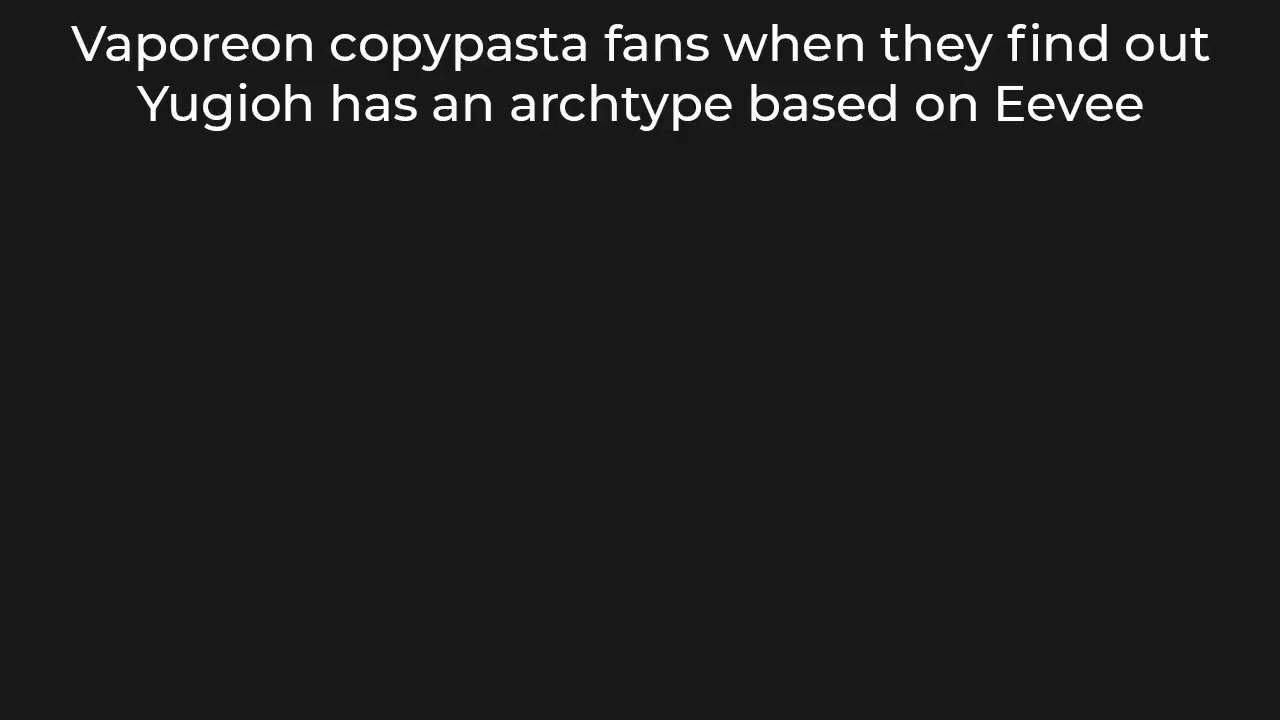 Vaporeon copypasta fans when they find out
Yugioh has an archtype based on Eevee